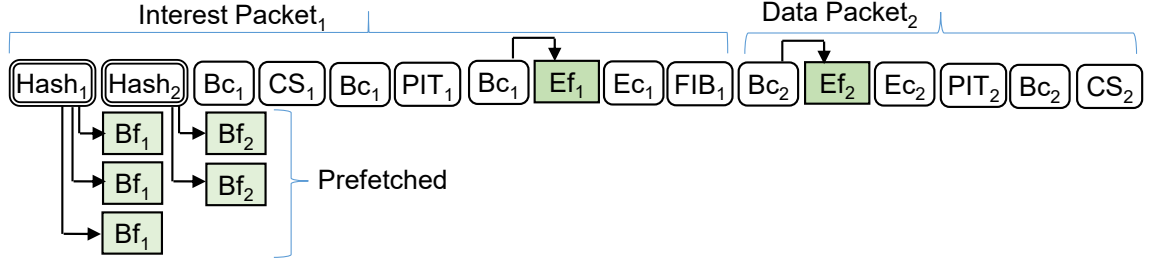 Interest Packet₁ Data Packet₂
Hash₁ Hash₂ Bc₁ CS₁ Bc₁ PIT₁ Bc₁ Ef₁ Ec₁ FIB₁ Bc₂ Ef₂ Ec₂ PIT₂ Bc₂ CS₂
Bf₁ Bf₂
Bf₁ Bf₂ Prefetched
Bf₁